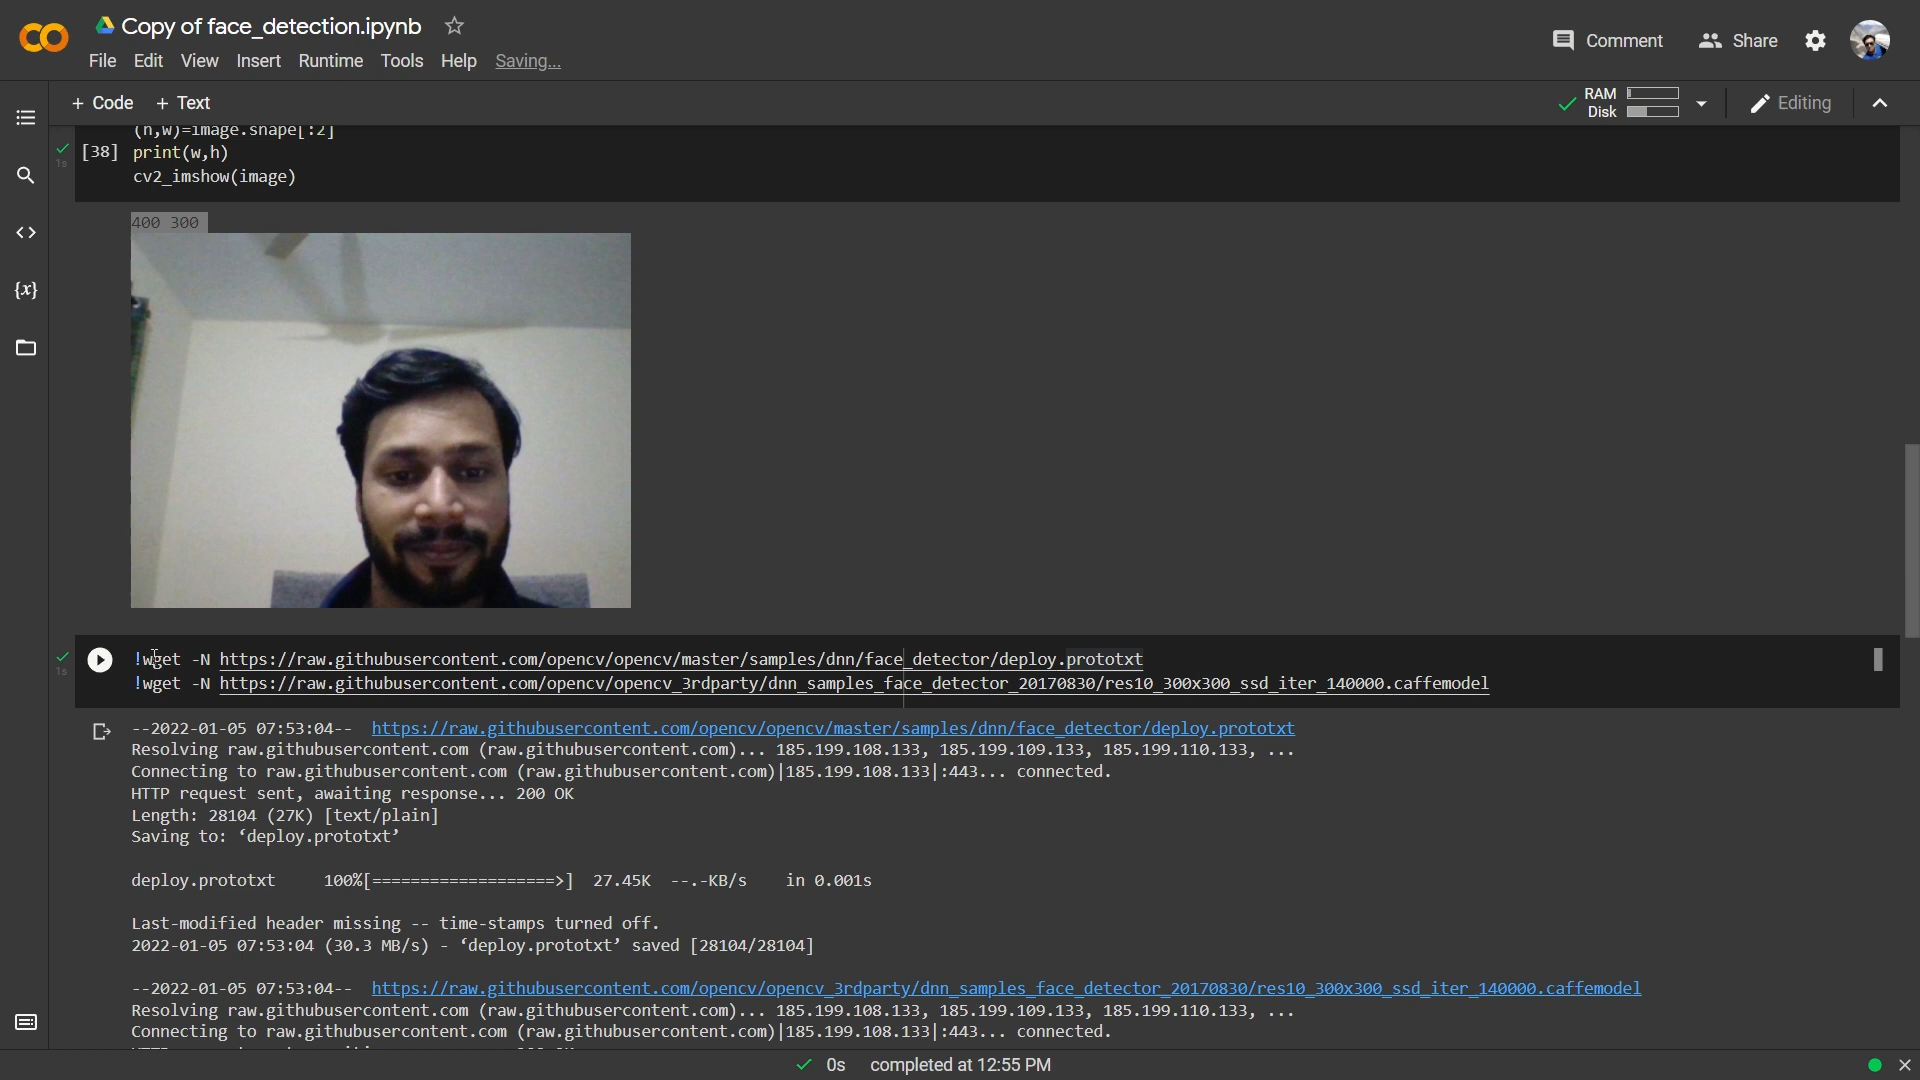 Copy of face_detection.ipynb
Comment
Share
File Edit View Insert Runtime Tools Help Saving...
+ Code + Text
RAM
Disk
Editing
(h,w)=image.shape[:2]
[38] print(w,h)
1s
cv2_imshow(image)
400 300
!wget -N https://raw.githubusercontent.com/opencv/opencv/master/samples/dnn/face_detector/deploy.prototxt
1s
!wget -N https://raw.githubusercontent.com/opencv/opencv_3rdparty/dnn_samples_face_detector_20170830/res10_300x300_ssd_iter_140000.caffemodel
--2022-01-05 07:53:04-- https://raw.githubusercontent.com/opencv/opencv/master/samples/dnn/face_detector/deploy.prototxt
Resolving raw.githubusercontent.com (raw.githubusercontent.com)... 185.199.108.133, 185.199.109.133, 185.199.110.133, ...
Connecting to raw.githubusercontent.com (raw.githubusercontent.com)|185.199.108.133|:443... connected.
HTTP request sent, awaiting response... 200 OK
Length: 28104 (27K) [text/plain]
Saving to: ‘deploy.prototxt’
deploy.prototxt 100%[===================>] 27.45K --.-KB/s in 0.001s
Last-modified header missing -- time-stamps turned off.
2022-01-05 07:53:04 (30.3 MB/s) - ‘deploy.prototxt’ saved [28104/28104]
--2022-01-05 07:53:04-- https://raw.githubusercontent.com/opencv/opencv_3rdparty/dnn_samples_face_detector_20170830/res10_300x300_ssd_iter_140000.caffemodel
Resolving raw.githubusercontent.com (raw.githubusercontent.com)... 185.199.108.133, 185.199.109.133, 185.199.110.133, ...
Connecting to raw.githubusercontent.com (raw.githubusercontent.com)|185.199.108.133|:443... connected.
0s completed at 12:55 PM